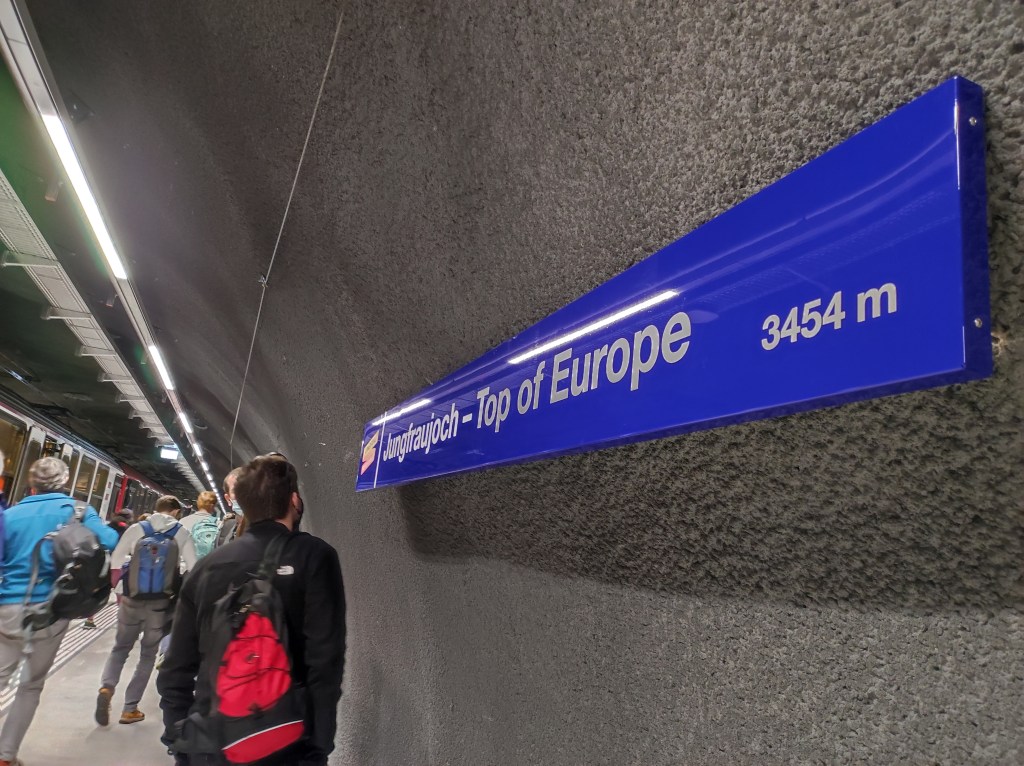 Jungfraujoch – Top of Europe 3454 m